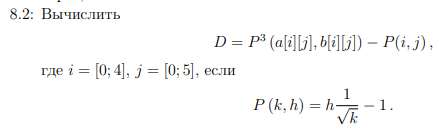 8.2: Вычислить
D = P³ (a[i][j], b[i][j]) − P(i, j) ,
где i = [0; 4], j = [0; 5], если
P (k, h) = h 1/√k − 1 .